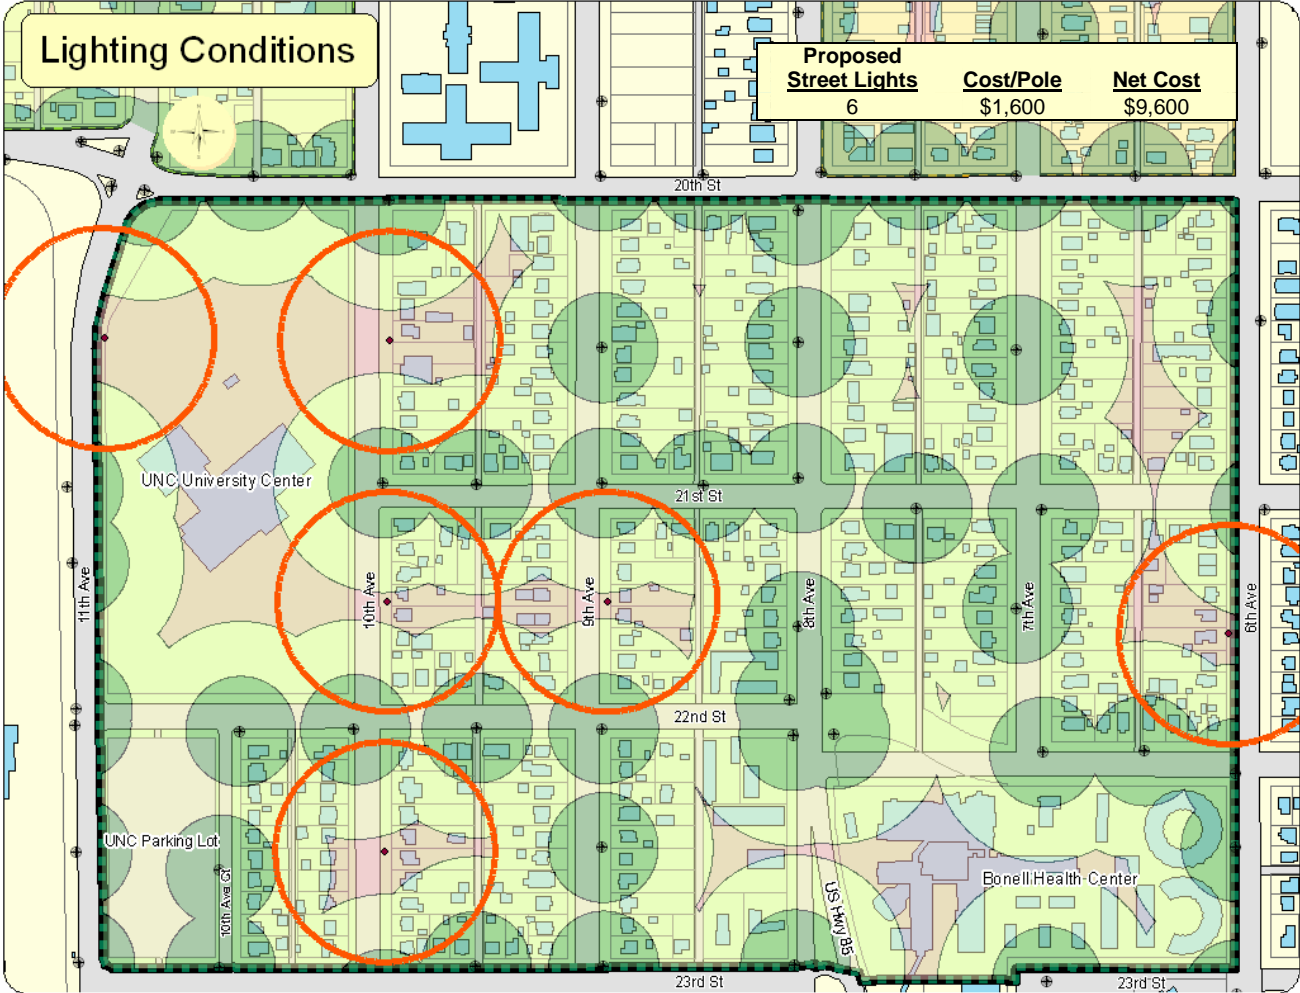 Lighting Conditions
Proposed
Street Lights Cost/Pole Net Cost
6 $1,600 $9,600
20th St
UNC University Center
21st St
11th Ave
10th Ave
9th Ave
8th Ave
7th Ave
6th Ave
22nd St
UNC Parking Lot
10th Ave Ct
US Hwy 85
Bonell Health Center
23rd St
23rd St